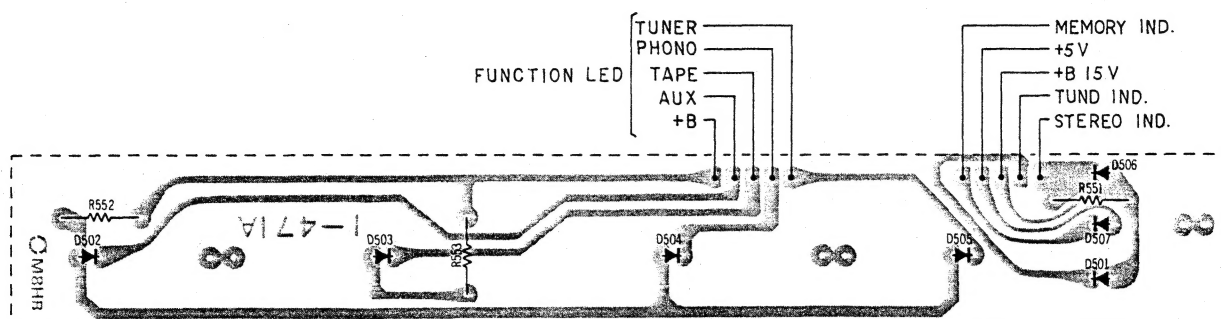 TUNER
PHONO
FUNCTION LED
TAPE
AUX
+B
MEMORY IND.
+5V
+B 15V
TUND IND.
STEREO IND.
D506
R551
R552
1-471A
D502
D503
R553
D504
D505
D507
D501
M8H8